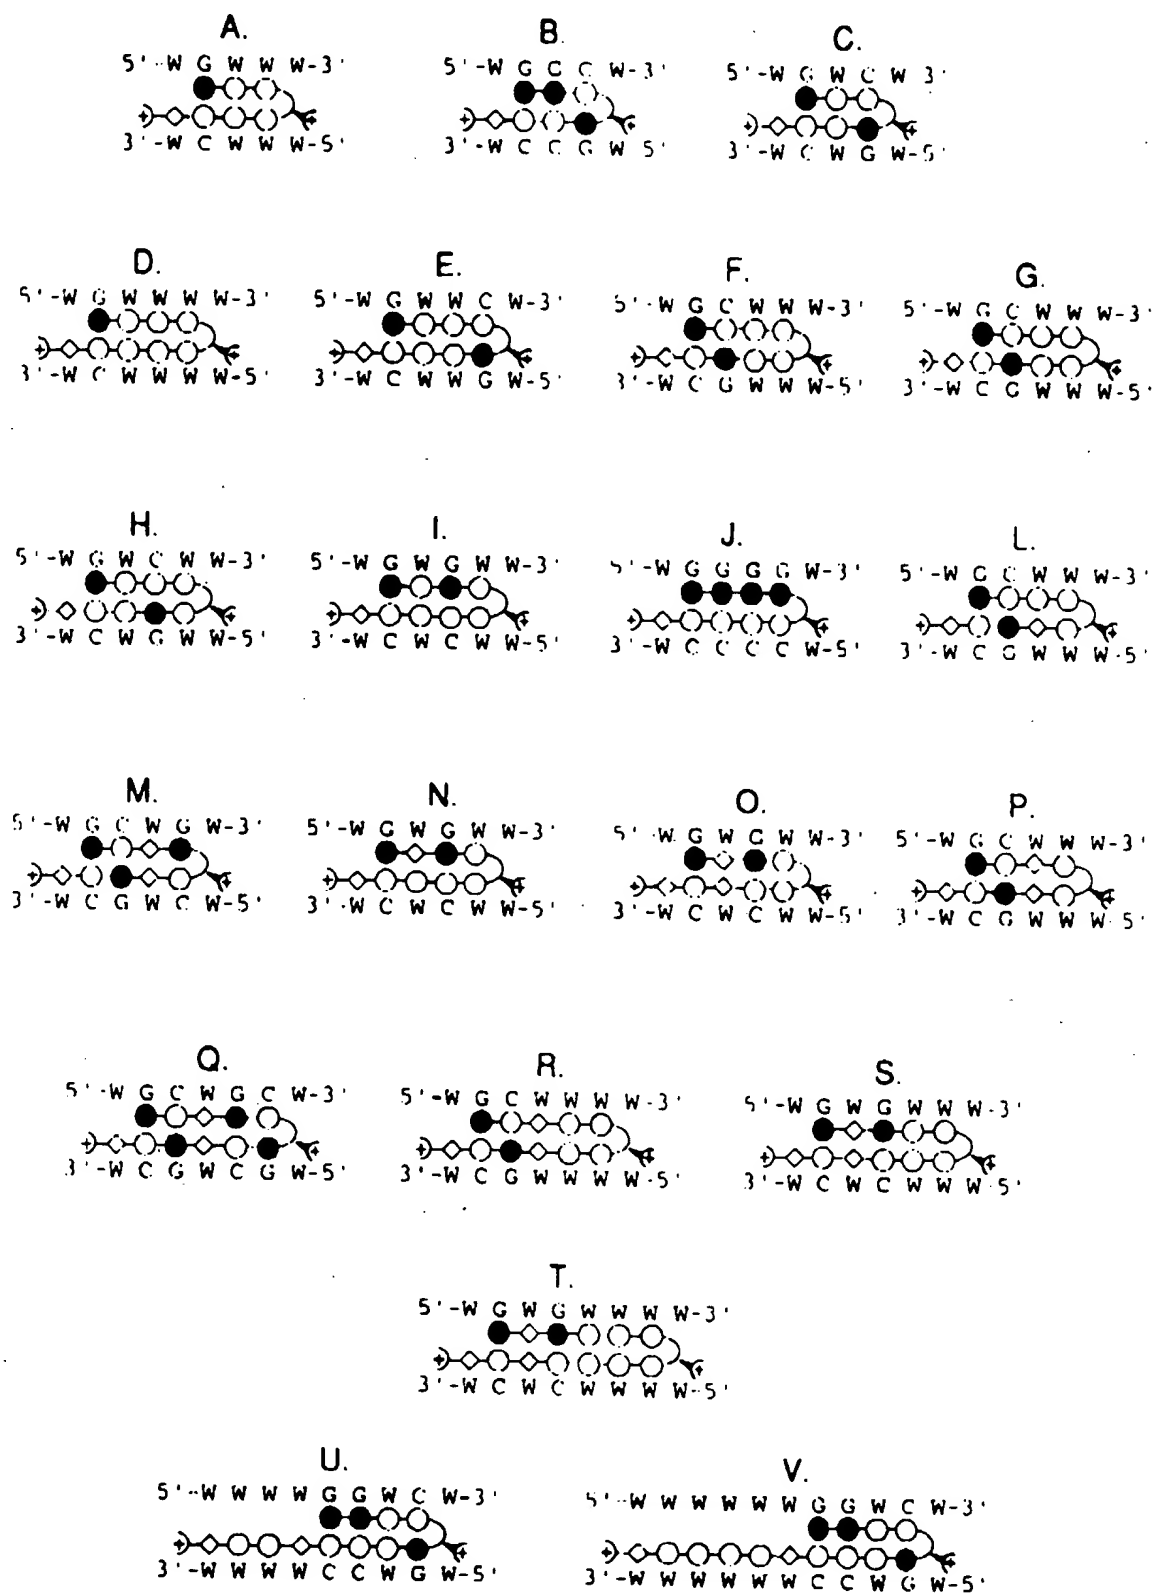 A.
5'-W G W W W-3'
3'-W C W W W-5'
B.
5'-W G C C W-3'
3'-W C C G W 5'
C.
5'-W G W C W 3'
3'-W C W G W-5'
D.
5'-W G W W W W-3'
3'-W C W W W W-5'
E.
5'-W G W W C W-3'
3'-W C W W G W-5'
F.
5'-W G C W W W-3'
3'-W C G W W W-5'
G.
5'-W G C W W W-3'
3'-W C G W W W-5'
H.
5'-W G W C W W-3'
3'-W C W G W W-5'
I.
5'-W G W G W W-3'
3'-W C W C W W-5'
J.
5'-W G G G G W-3'
3'-W C C C C W-5'
L.
5'-W G C W W W-3'
3'-W C G W W W-5'
M.
5'-W G C W G W-3'
3'-W C G W C W-5'
N.
5'-W G W G W W-3'
3'-W C W C W W-5'
O.
5'-W G W G W W-3'
3'-W C W C W W-5'
P.
5'-W G C W W W-3'
3'-W C G W W W-5'
Q.
5'-W G C W G C W-3'
3'-W C G W C G W-5'
R.
5'-W G C W W W W-3'
3'-W C G W W W W-5'
S.
5'-W G W G W W W-3'
3'-W C W C W W W-5'
T.
5'-W G W G W W W W-3'
3'-W C W C W W W W-5'
U.
5'-W W W W G G W C W-3'
3'-W W W W C C W G W-5'
V.
5'-W W W W W W G G W C W-3'
3'-W W W W W W C C W G W-5'